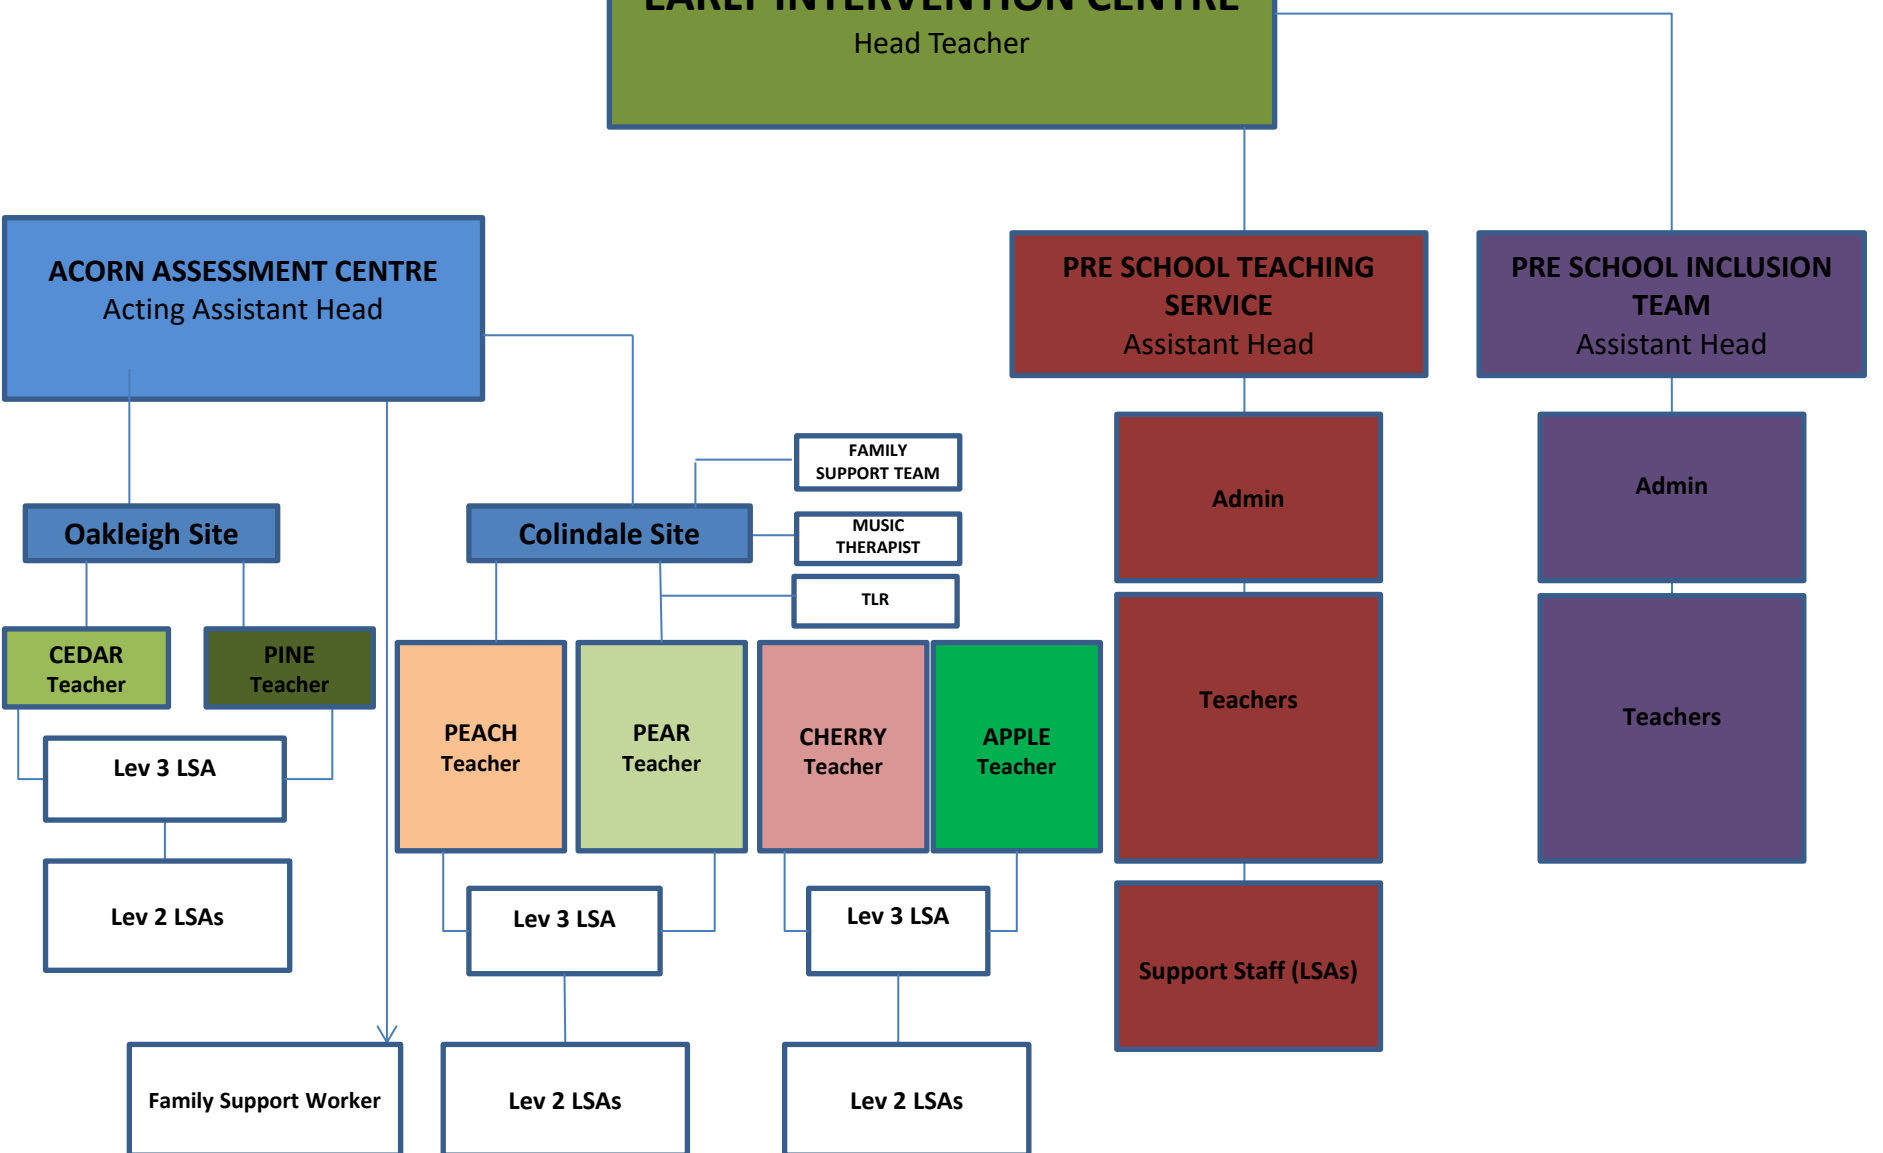 EARLY INTERVENTION CENTRE
Head Teacher
ACORN ASSESSMENT CENTRE
Acting Assistant Head
PRE SCHOOL TEACHING
SERVICE
Assistant Head
PRE SCHOOL INCLUSION
TEAM
Assistant Head
FAMILY
SUPPORT TEAM
Oakleigh Site
Colindale Site
MUSIC
THERAPIST
TLR
Admin
Admin
CEDAR
Teacher
PINE
Teacher
PEACH
Teacher
PEAR
Teacher
CHERRY
Teacher
APPLE
Teacher
Teachers
Teachers
Lev 3 LSA
Lev 2 LSAs
Lev 3 LSA
Lev 3 LSA
Support Staff (LSAs)
Family Support Worker
Lev 2 LSAs
Lev 2 LSAs